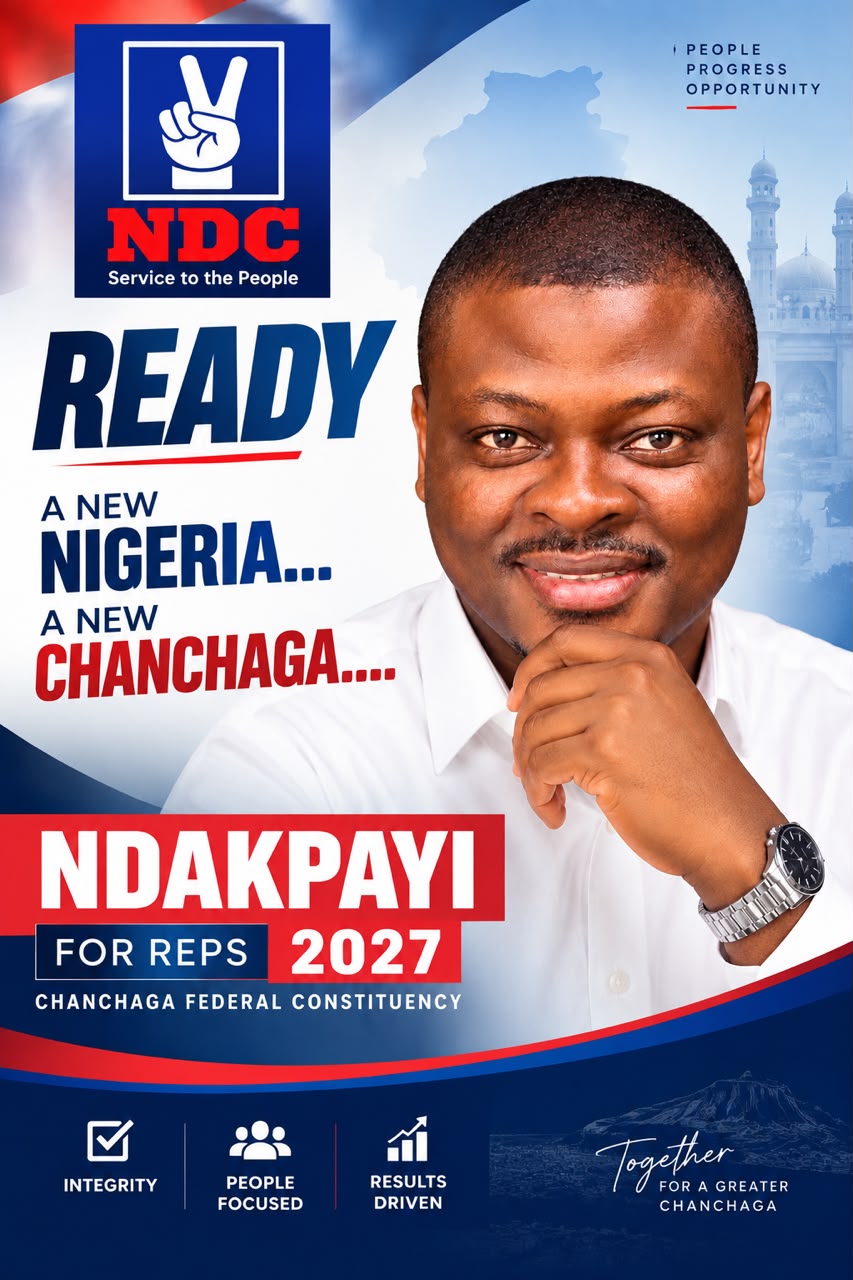 NDC
Service to the People
PEOPLE
PROGRESS
OPPORTUNITY
READY
A NEW
NIGERIA...
A NEW
CHANCHAGA....
NDAKPAYI
FOR REPS 2027
CHANCHAGA FEDERAL CONSTITUENCY
INTEGRITY
PEOPLE
FOCUSED
RESULTS
DRIVEN
Together
FOR A GREATER
CHANCHAGA